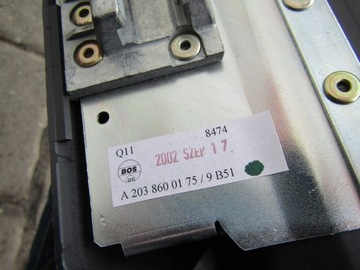 Q11 8474
2002 SZEP 17
BOS
A 203 860 01 75 / 9 B51